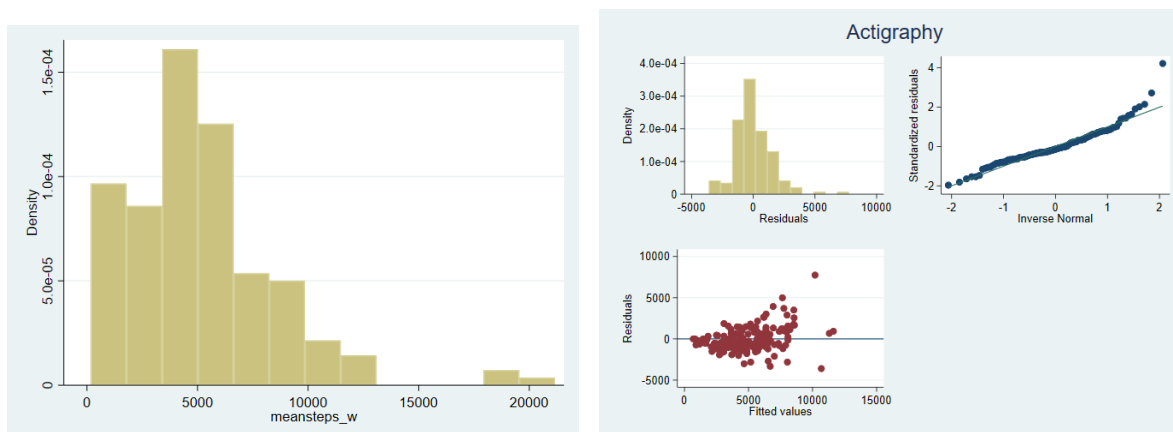 Density
1.5e-04
1.0e-04
5.0e-05
0
0 5000 10000 15000 20000
meansteps_w
Actigraphy
Density
4.0e-04
3.0e-04
2.0e-04
1.0e-04
0
-5000 0 5000 10000
Residuals
Standardized residuals
4
2
0
-2
-2 -1 0 1 2
Inverse Normal
Residuals
10000
5000
0
-5000
0 5000 10000 15000
Fitted values